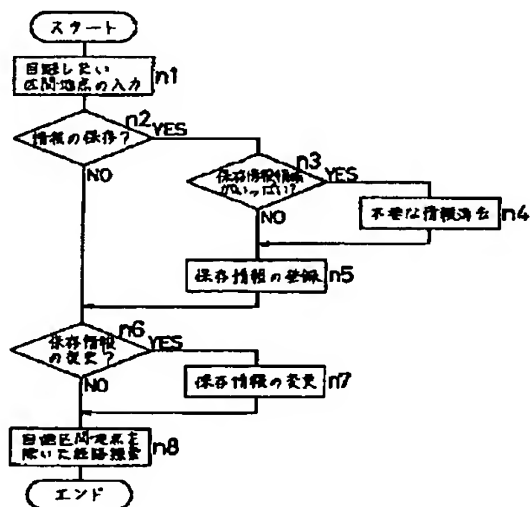 スタート
回避したい
区間地点の入力
n1
情報の保存?
n2
YES
NO
保存情報領域
がいっぱい?
n3
YES
NO
不要な情報消去
n4
保存情報の登録
n5
保存情報
の変更?
n6
YES
NO
保存情報の変更
n7
回避区間地点を
除いた経路探索
n8
エンド